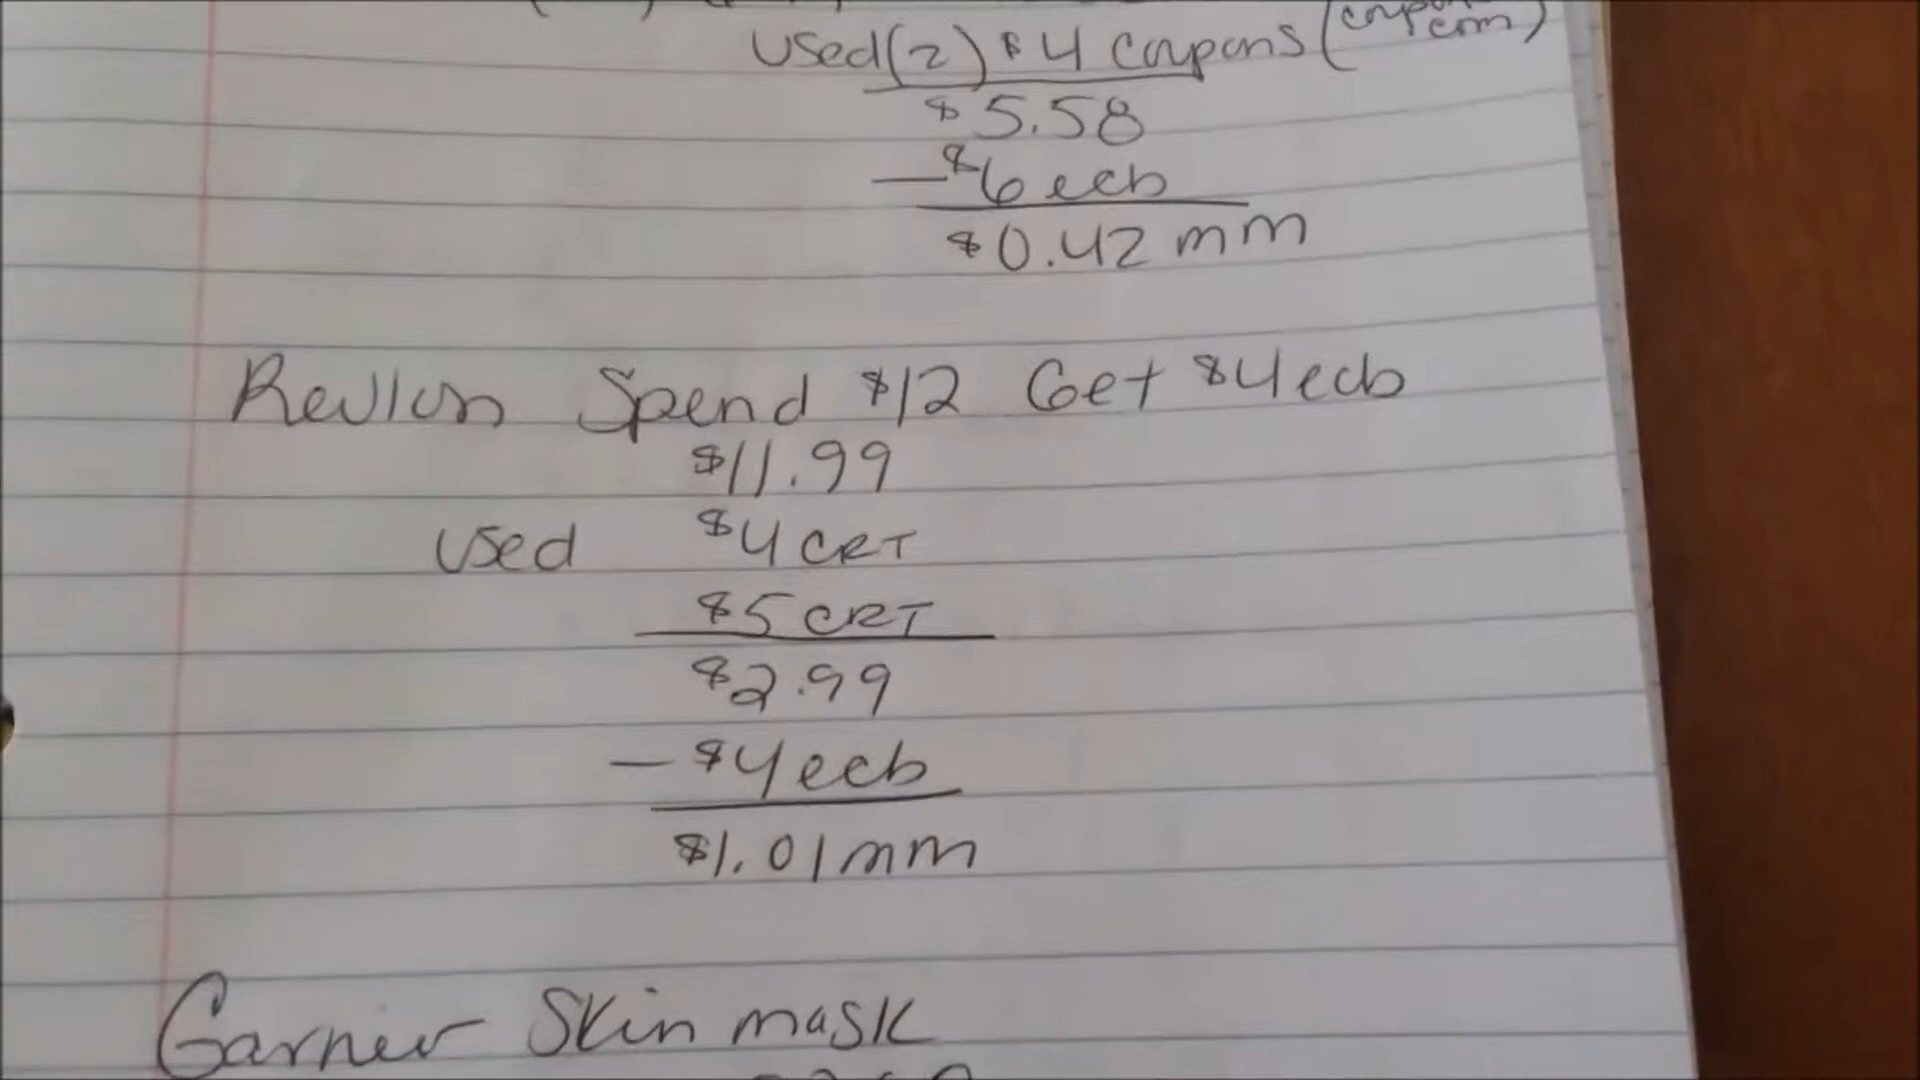 Used (2) $4 Coupons (coupons
com)
$5.58
-$6 ecb
$0.42 mm
Revlon Spend $12 Get $4 ecb
$11.99
Used $4 CRT
$5 CRT
$2.99
- $4 ecb
$1.01 mm
Garnier Skin mask